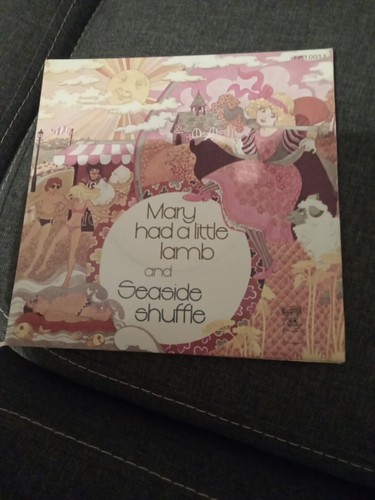 Mary
had a little
lamb
and
Seaside
shuffle